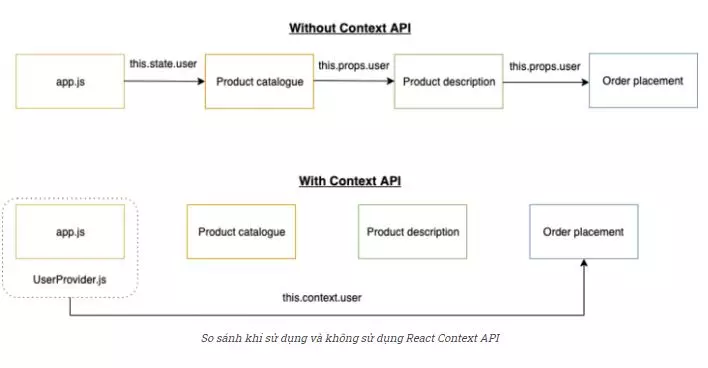 Without Context API
this.state.user
this.props.user
this.props.user
app.js
Product catalogue
Product description
Order placement
With Context API
app.js
Product catalogue
Product description
Order placement
UserProvider.js
this.context.user
So sánh khi sử dụng và không sử dụng React Context API